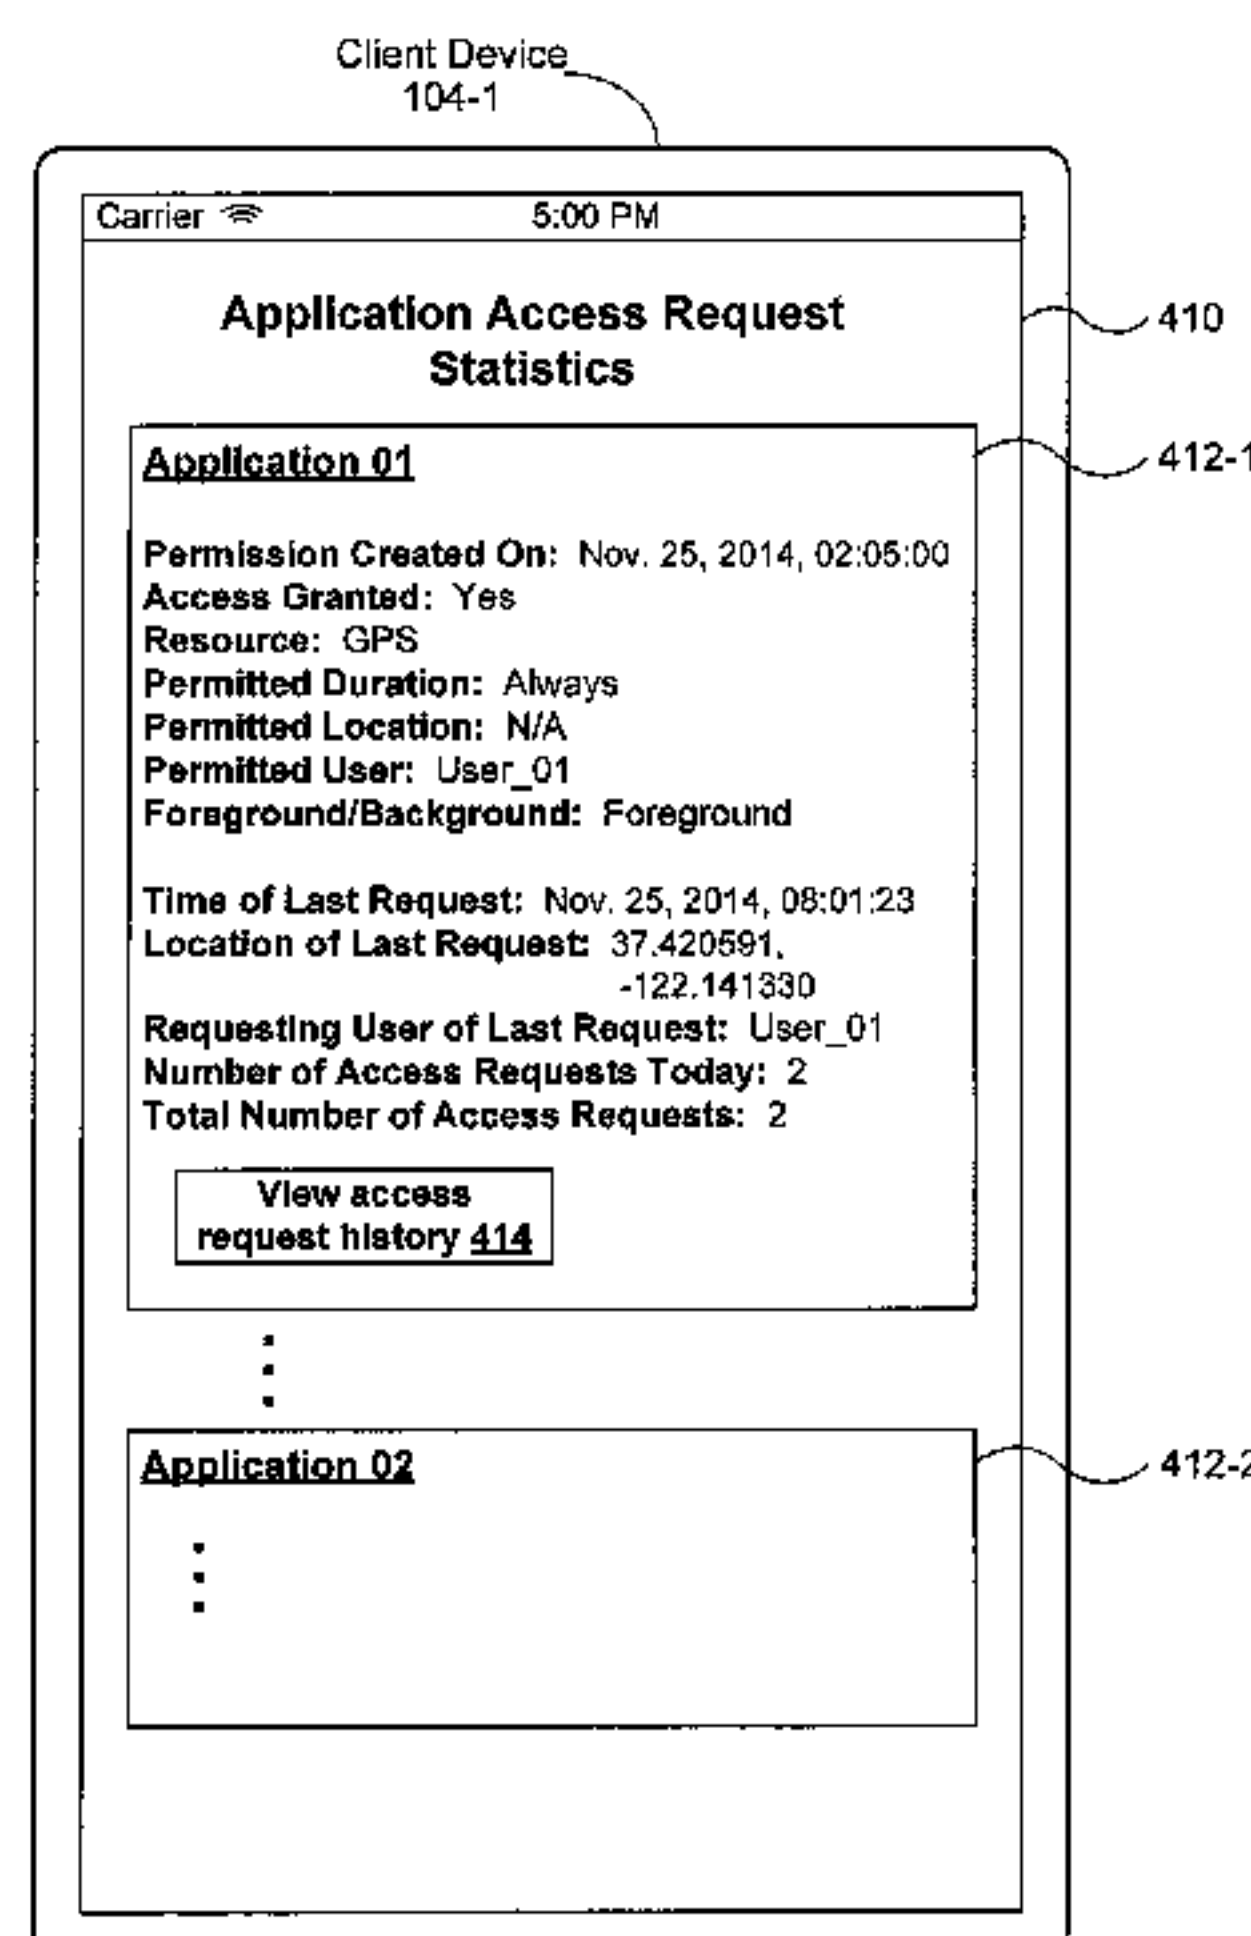 Client Device
104-1
Carrier 5:00 PM
Application Access Request
Statistics
410
Application 01
412-1
Permission Created On: Nov. 25, 2014, 02:05:00
Access Granted: Yes
Resource: GPS
Permitted Duration: Always
Permitted Location: N/A
Permitted User: User_01
Foreground/Background: Foreground
Time of Last Request: Nov. 25, 2014, 08:01:23
Location of Last Request: 37.420591,
-122.141330
Requesting User of Last Request: User_01
Number of Access Requests Today: 2
Total Number of Access Requests: 2
View access
request history 414
Application 02
412-2